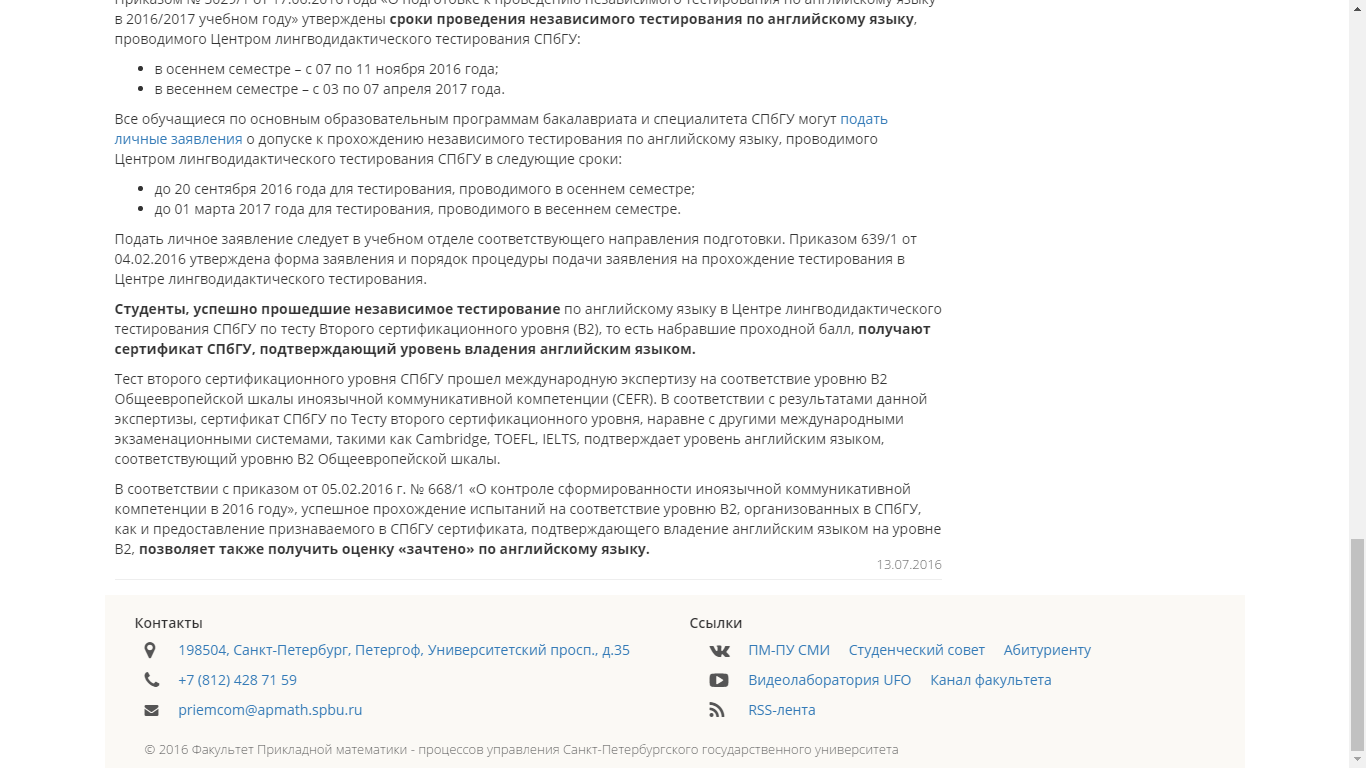 Приказом № 5029/1 от 17.06.2016 года «О подготовке к проведению независимого тестирования по английскому языку
в 2016/2017 учебном году» утверждены сроки проведения независимого тестирования по английскому языку,
проводимого Центром лингводидактического тестирования СПбГУ:
в осеннем семестре – с 07 по 11 ноября 2016 года;
в весеннем семестре – с 03 по 07 апреля 2017 года.
Все обучащиеся по основным образовательным программам бакалавриата и специалитета СПбГУ могут подать
личные заявления о допуске к прохождению независимого тестирования по английскому языку, проводимого
Центром лингводидактического тестирования СПбГУ в следующие сроки:
до 20 сентября 2016 года для тестирования, проводимого в осеннем семестре;
до 01 марта 2017 года для тестирования, проводимого в весеннем семестре.
Подать личное заявление следует в учебном отделе соответствующего направления подготовки. Приказом 639/1 от
04.02.2016 утверждена форма заявления и порядок процедуры подачи заявления на прохождение тестирования в
Центре лингводидактического тестирования.
Студенты, успешно прошедшие независимое тестирование по английскому языку в Центре лингводидактического
тестирования СПбГУ по тесту Второго сертификационного уровня (В2), то есть набравшие проходной балл, получают
сертификат СПбГУ, подтверждающий уровень владения английским языком.
Тест второго сертификационного уровня СПбГУ прошел международную экспертизу на соответствие уровню В2
Общеевропейской шкалы иноязычной коммуникативной компетенции (CEFR). В соответствии с результатами данной
экспертизы, сертификат СПбГУ по Тесту второго сертификационного уровня, наравне с другими международными
экзаменационными системами, такими как Cambridge, TOEFL, IELTS, подтверждает уровень английским языком,
соответствующий уровню В2 Общеевропейской шкалы.
В соответствии с приказом от 05.02.2016 г. № 668/1 «О контроле сформированности иноязычной коммуникативной
компетенции в 2016 году», успешное прохождение испытаний на соответствие уровню В2, организованных в СПбГУ,
как и предоставление признаваемого в СПбГУ сертификата, подтверждающего владение английским языком на уровне
В2, позволяет также получить оценку «зачтено» по английскому языку.
13.07.2016
Контакты
198504, Санкт-Петербург, Петергоф, Университетский просп., д.35
+7 (812) 428 71 59
priemcom@apmath.spbu.ru
Ссылки
ПМ-ПУ СМИ Студенческий совет Абитуриенту
Видеолаборатория UFO Канал факультета
RSS-лента
© 2016 Факультет Прикладной математики - процессов управления Санкт-Петербургского государственного университета